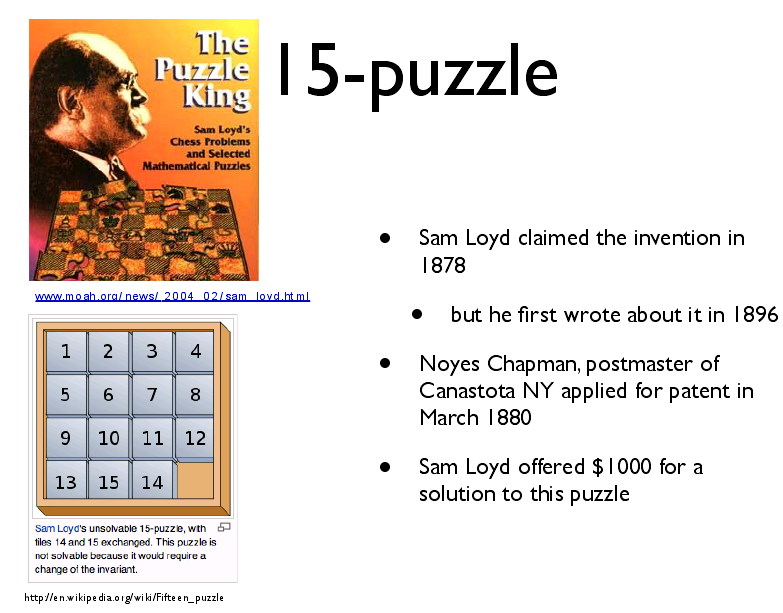 The
Puzzle
King
Sam Loyd's
Chess Problems
and Selected
Mathematical Puzzles
15-puzzle
www.moah.org/news/_2004_02/sam_loyd.html
1 2 3 4
5 6 7 8
9 10 11 12
13 15 14
Sam Loyd's unsolvable 15-puzzle, with
tiles 14 and 15 exchanged. This puzzle is
not solvable because it would require a
change of the invariant.
http://en.wikipedia.org/wiki/Fifteen_puzzle
• Sam Loyd claimed the invention in
1878
• but he first wrote about it in 1896
• Noyes Chapman, postmaster of
Canastota NY applied for patent in
March 1880
• Sam Loyd offered $1000 for a
solution to this puzzle